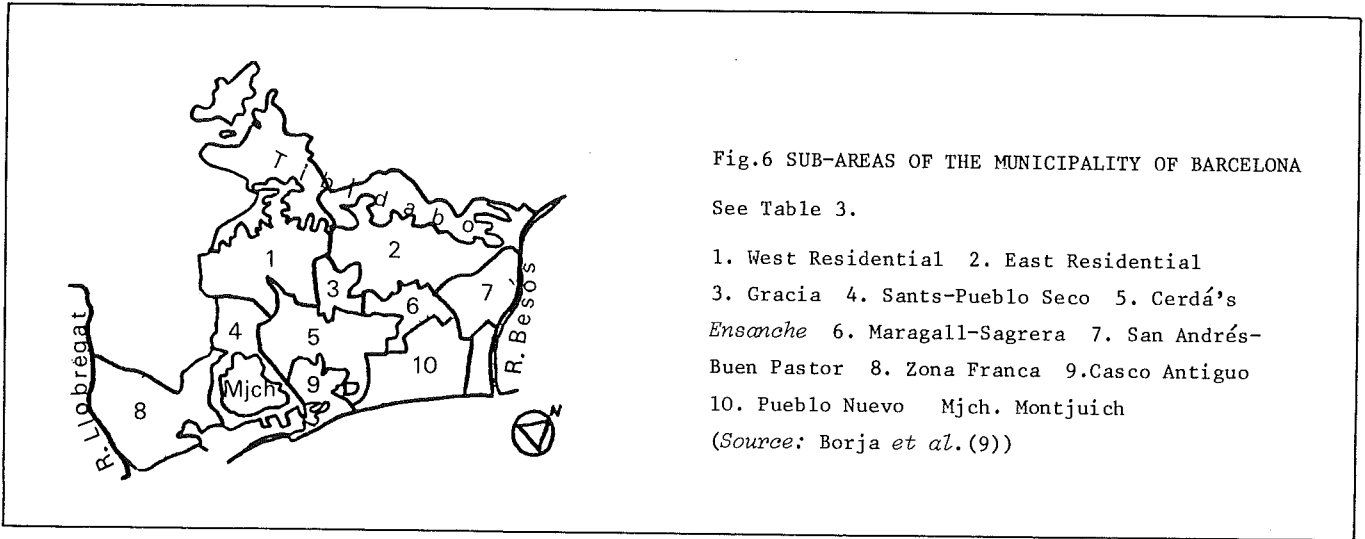 Fig.6 SUB-AREAS OF THE MUNICIPALITY OF BARCELONA
See Table 3.
1. West Residential 2. East Residential
3. Gracia 4. Sants-Pueblo Seco 5. Cerdá's
Ensanche 6. Maragall-Sagrera 7. San Andrés-
Buen Pastor 8. Zona Franca 9.Casco Antiguo
10. Pueblo Nuevo Mjch. Montjuich
(Source: Borja et al.(9))
Tibidabo
1
2
3
4
5
6
7
8
9
10
Mjch
R. Llobregat
R. Besòs
N